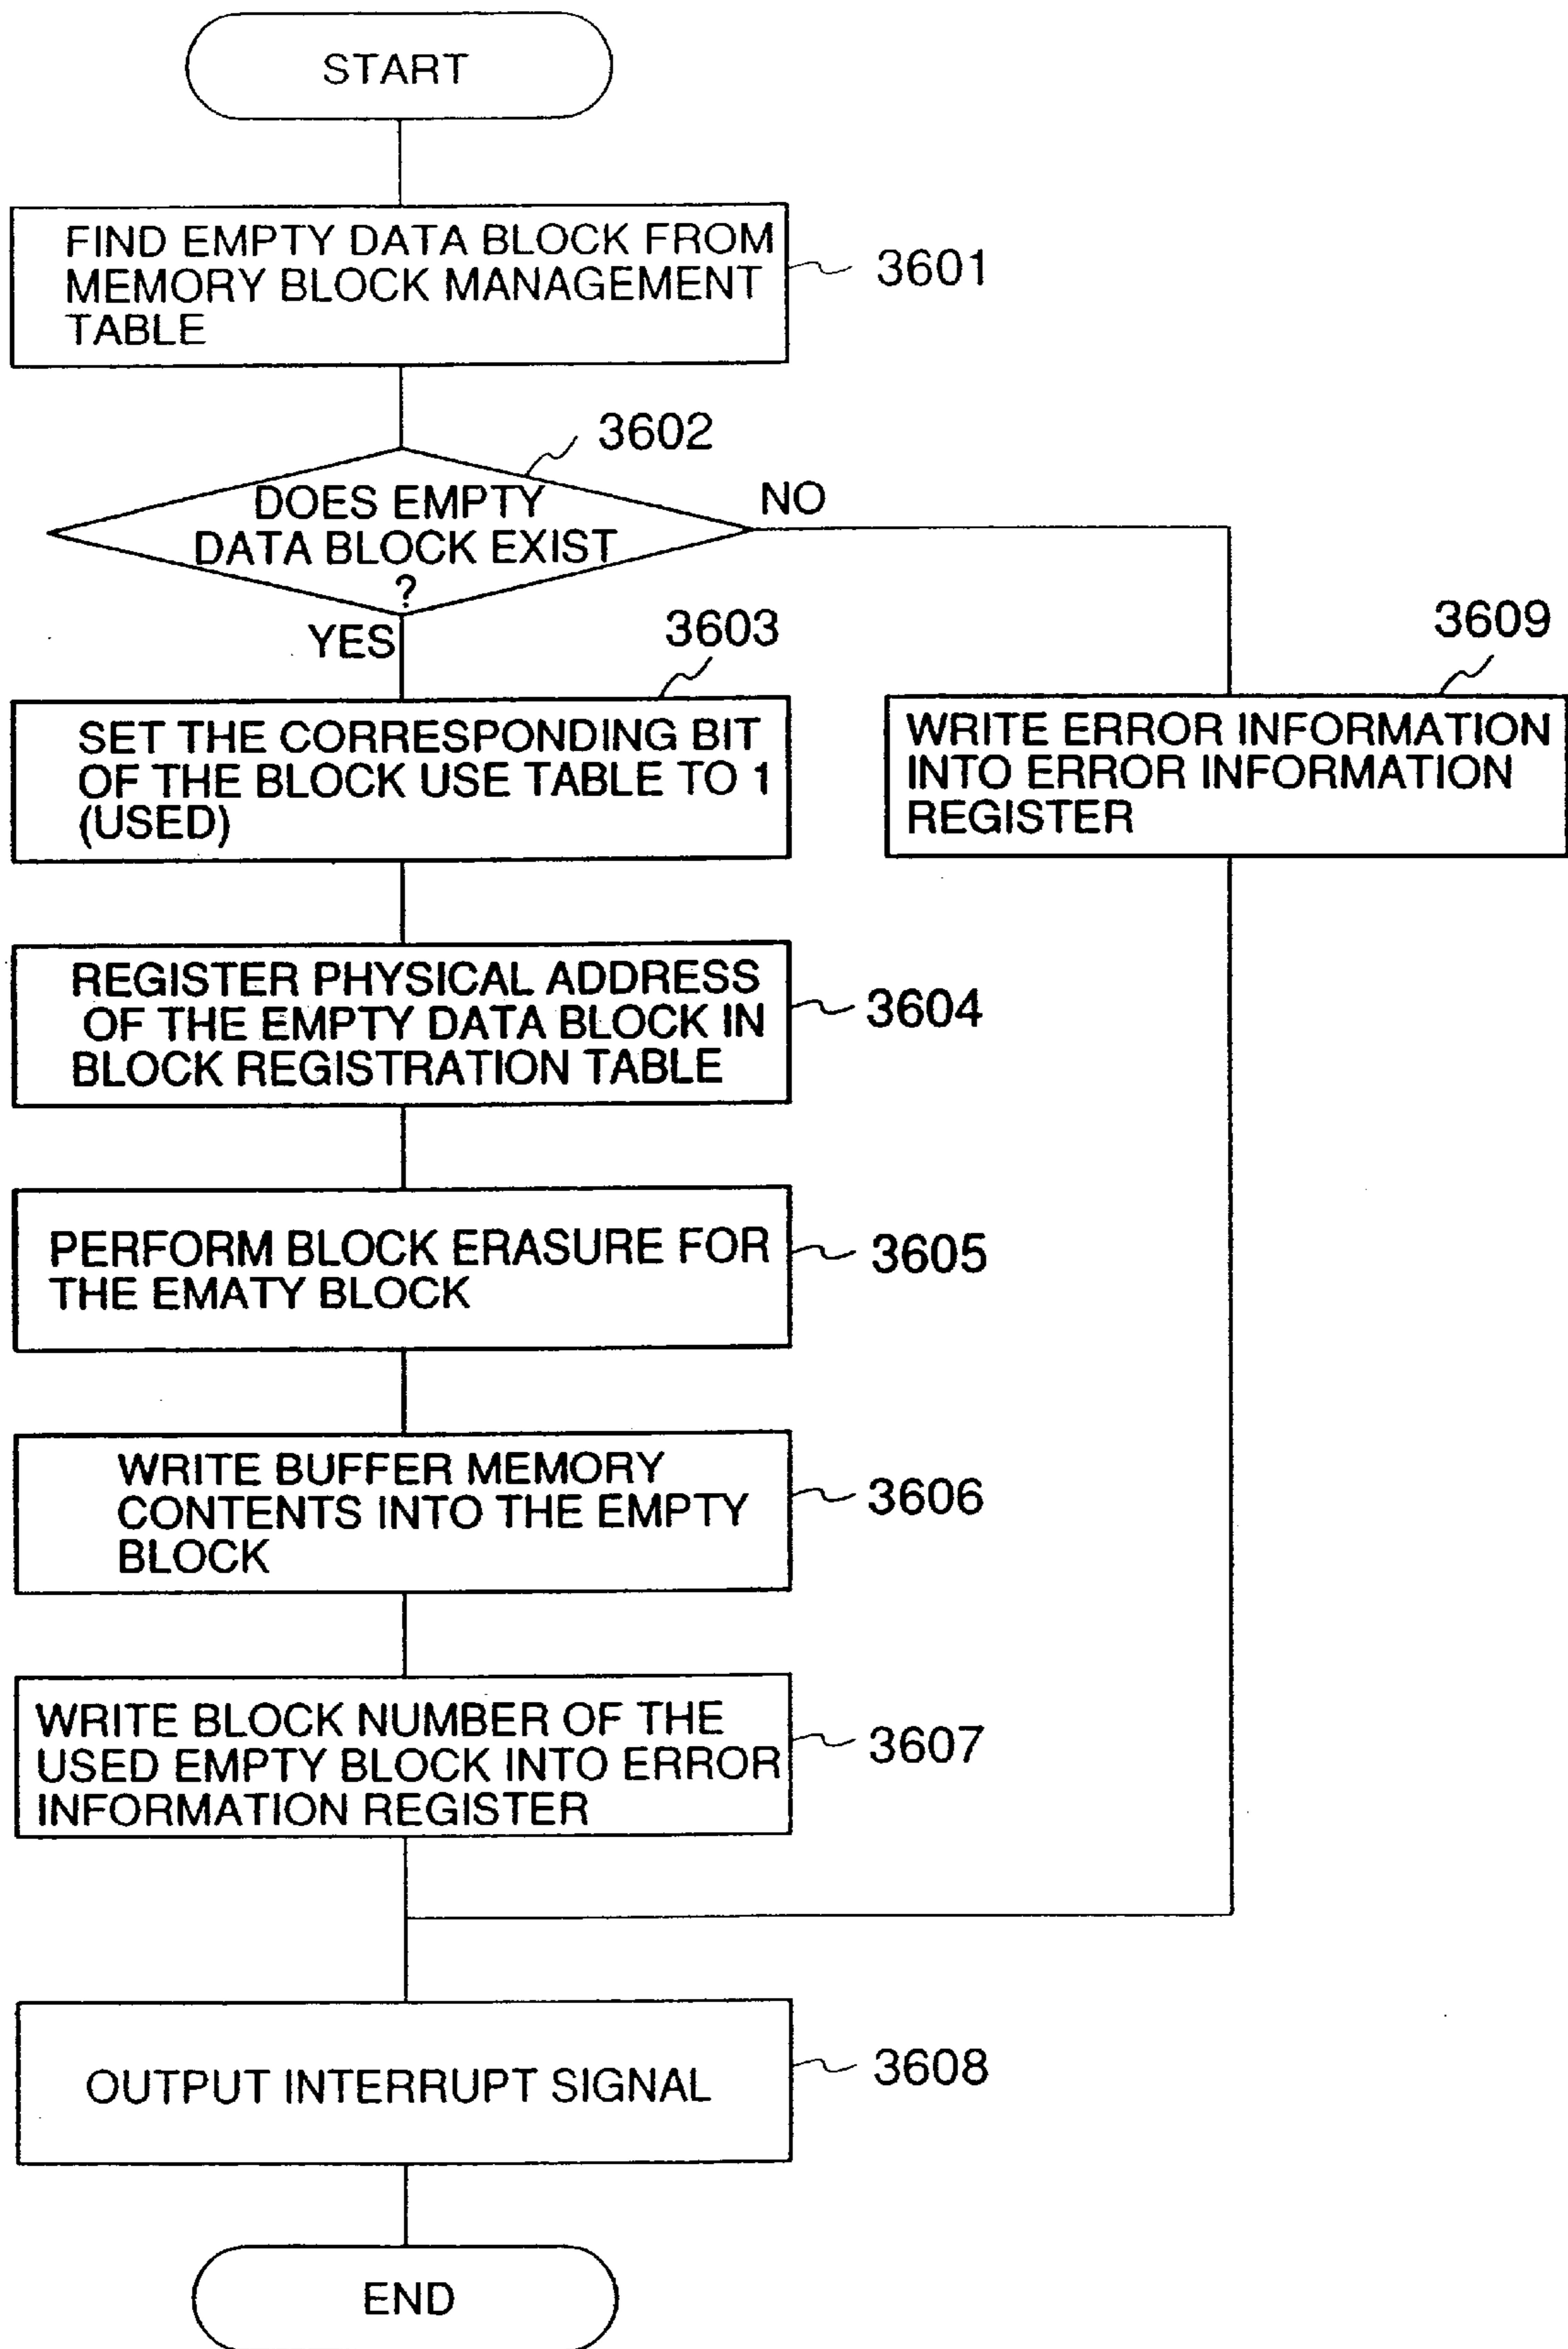 START
FIND EMPTY DATA BLOCK FROM
MEMORY BLOCK MANAGEMENT
TABLE
3601
3602
DOES EMPTY
DATA BLOCK EXIST
?
NO
YES
3603
SET THE CORRESPONDING BIT
OF THE BLOCK USE TABLE TO 1
(USED)
3609
WRITE ERROR INFORMATION
INTO ERROR INFORMATION
REGISTER
REGISTER PHYSICAL ADDRESS
OF THE EMPTY DATA BLOCK IN
BLOCK REGISTRATION TABLE
3604
PERFORM BLOCK ERASURE FOR
THE EMATY BLOCK
3605
WRITE BUFFER MEMORY
CONTENTS INTO THE EMPTY
BLOCK
3606
WRITE BLOCK NUMBER OF THE
USED EMPTY BLOCK INTO ERROR
INFORMATION REGISTER
3607
OUTPUT INTERRUPT SIGNAL
3608
END